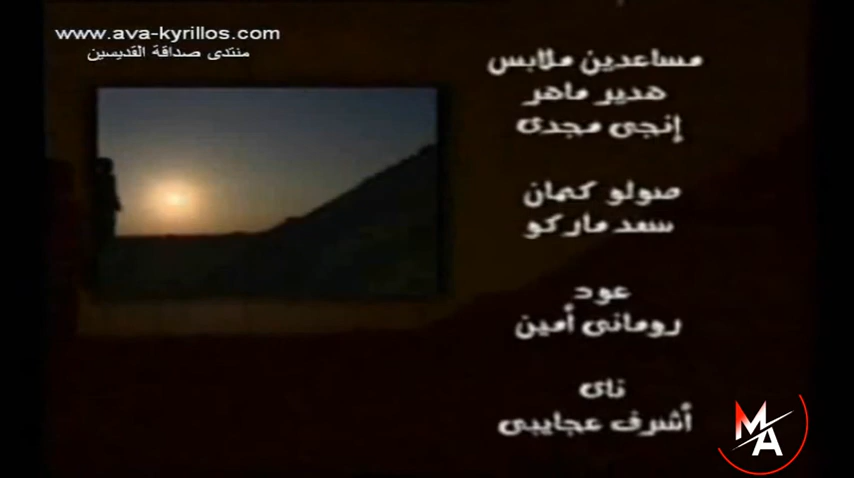 www.ava-kyrillos.com
منتدى صداقة القديسين
مساعدين ملابس
هدير ماهر
إنجى مجدى
صولو كمان
سعد ماركو
عود
رومانى أمين
ناى
أشرف عجايبى
MA